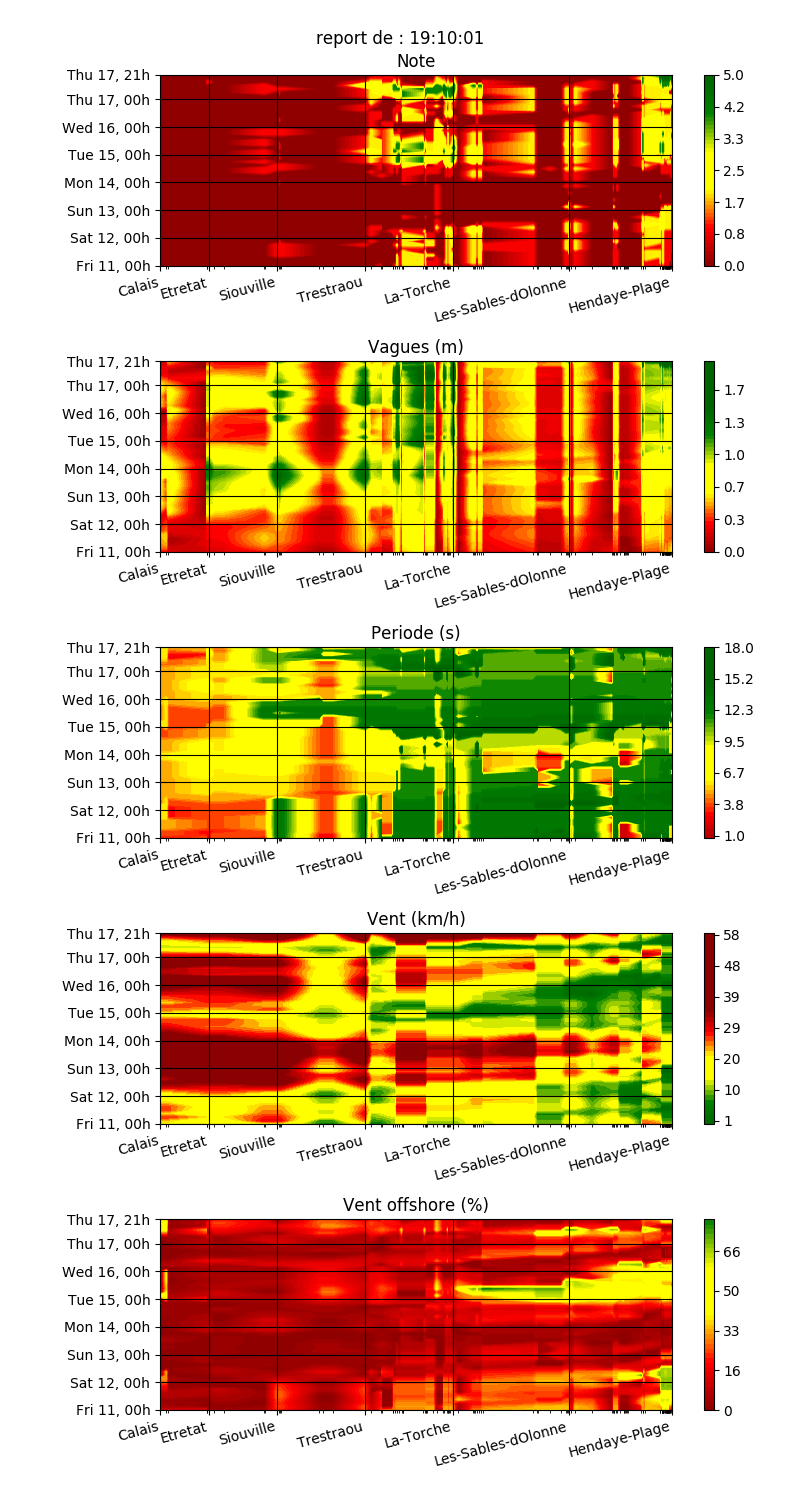 report de : 19:10:01
Note
Thu 17, 21h
Thu 17, 00h
Wed 16, 00h
Tue 15, 00h
Mon 14, 00h
Sun 13, 00h
Sat 12, 00h
Fri 11, 00h
Calais
Etretat
Siouville
Trestraou
La-Torche
Les-Sables-dOlonne
Hendaye-Plage
5.0
4.2
3.3
2.5
1.7
0.8
0.0
Vagues (m)
Thu 17, 21h
Thu 17, 00h
Wed 16, 00h
Tue 15, 00h
Mon 14, 00h
Sun 13, 00h
Sat 12, 00h
Fri 11, 00h
Calais
Etretat
Siouville
Trestraou
La-Torche
Les-Sables-dOlonne
Hendaye-Plage
1.7
1.3
1.0
0.7
0.3
0.0
Periode (s)
Thu 17, 21h
Thu 17, 00h
Wed 16, 00h
Tue 15, 00h
Mon 14, 00h
Sun 13, 00h
Sat 12, 00h
Fri 11, 00h
Calais
Etretat
Siouville
Trestraou
La-Torche
Les-Sables-dOlonne
Hendaye-Plage
18.0
15.2
12.3
9.5
6.7
3.8
1.0
Vent (km/h)
Thu 17, 21h
Thu 17, 00h
Wed 16, 00h
Tue 15, 00h
Mon 14, 00h
Sun 13, 00h
Sat 12, 00h
Fri 11, 00h
Calais
Etretat
Siouville
Trestraou
La-Torche
Les-Sables-dOlonne
Hendaye-Plage
58
48
39
29
20
10
1
Vent offshore (%)
Thu 17, 21h
Thu 17, 00h
Wed 16, 00h
Tue 15, 00h
Mon 14, 00h
Sun 13, 00h
Sat 12, 00h
Fri 11, 00h
Calais
Etretat
Siouville
Trestraou
La-Torche
Les-Sables-dOlonne
Hendaye-Plage
66
50
33
16
0